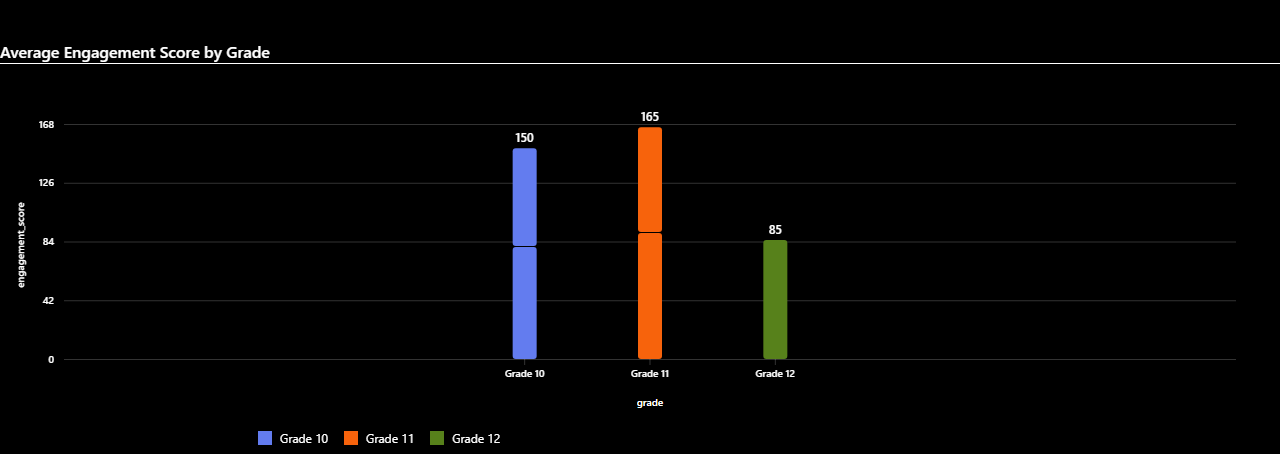 Average Engagement Score by Grade
168
126
84
42
0
engagement_score
150
165
85
Grade 10
Grade 11
Grade 12
grade
Grade 10
Grade 11
Grade 12